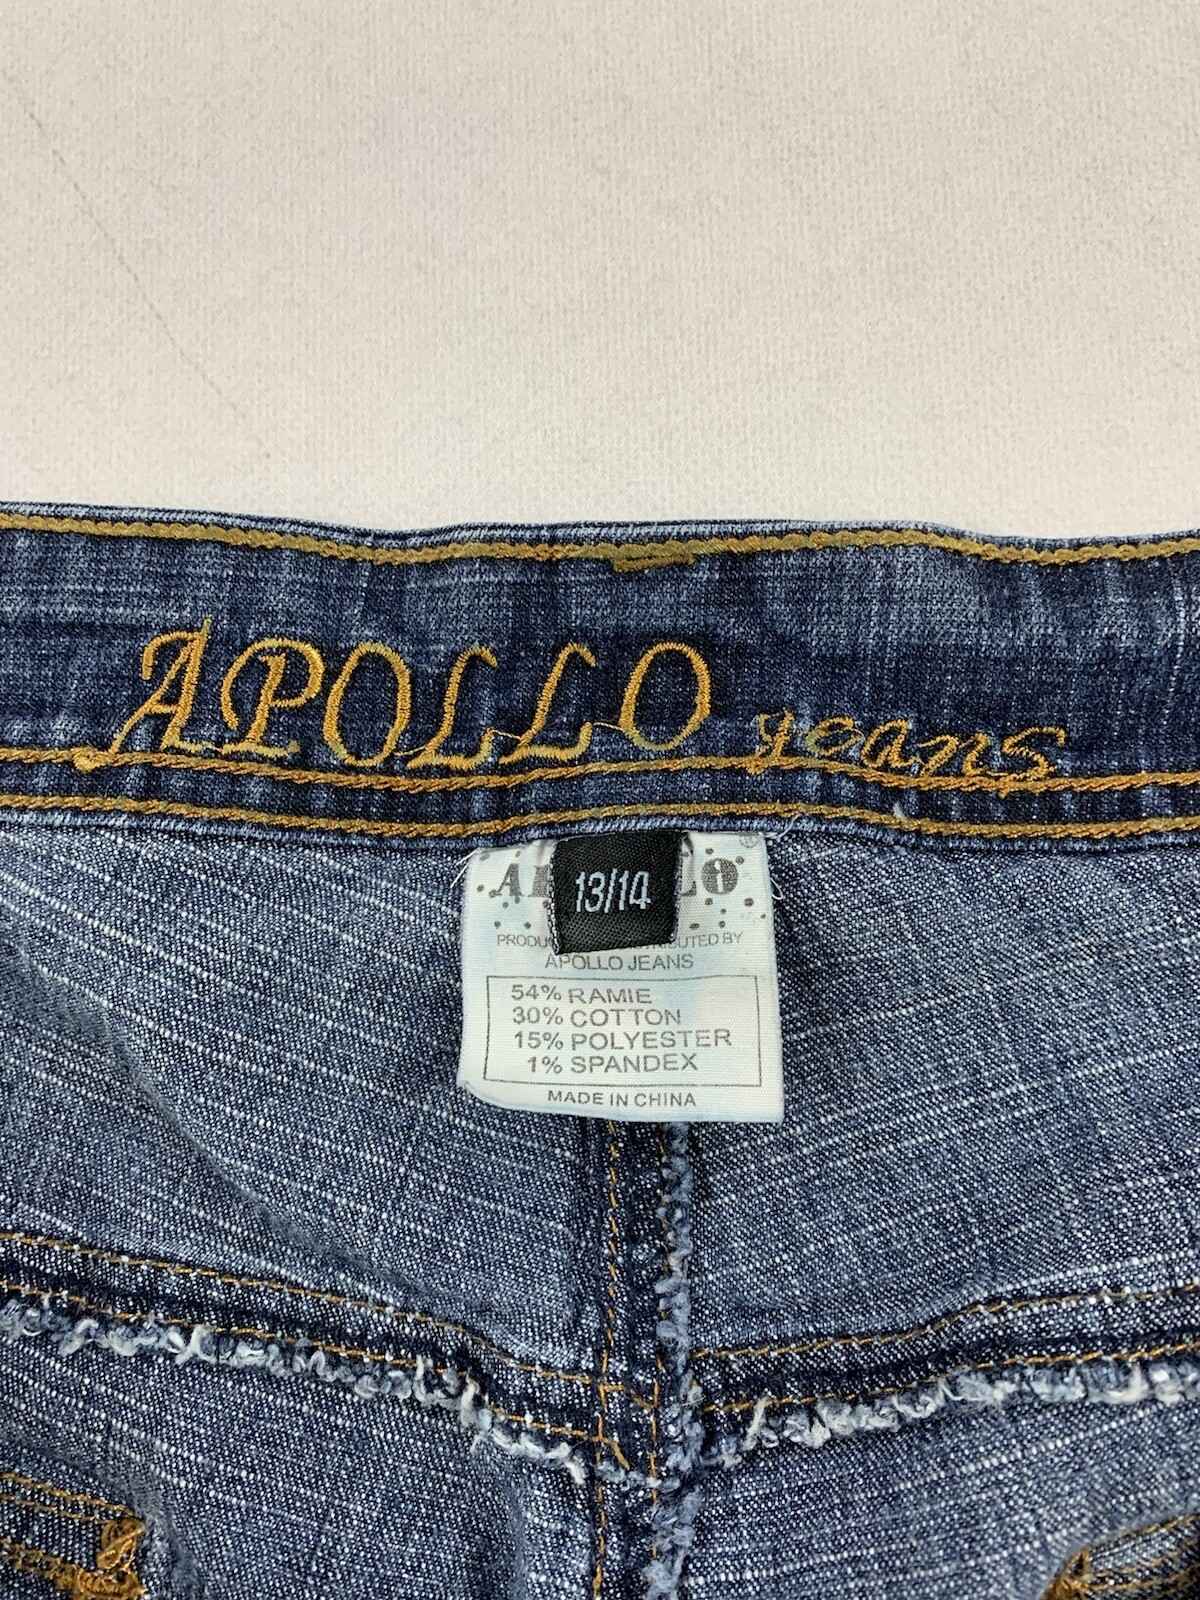 APOLLO jeans
13/14
APOLLO JEANS
54% RAMIE
30% COTTON
15% POLYESTER
1% SPANDEX
MADE IN CHINA